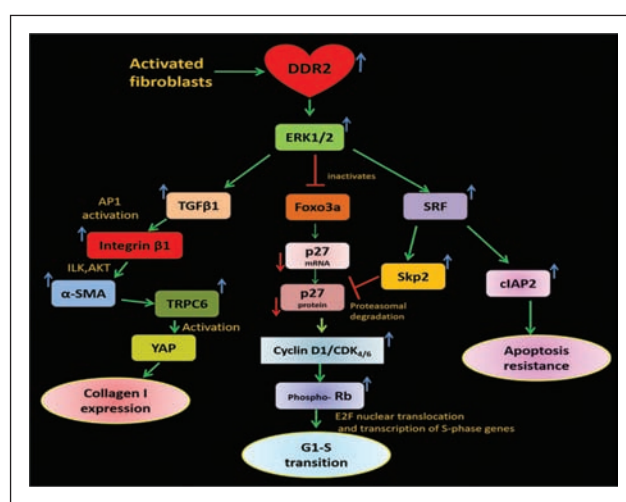 Activated
fibroblasts
DDR2
ERK1/2
inactivates
AP1
activation
TGFβ1
Foxo3a
SRF
Integrin β1
ILK,AKT
p27
mRNA
Skp2
cIAP2
α-SMA
TRPC6
p27
protein
Proteasomal
degradation
Activation
YAP
Cyclin D1/CDK4/6
Apoptosis
resistance
Collagen I
expression
Phospho- Rb
E2F nuclear translocation
and transcription of S-phase genes
G1-S
transition